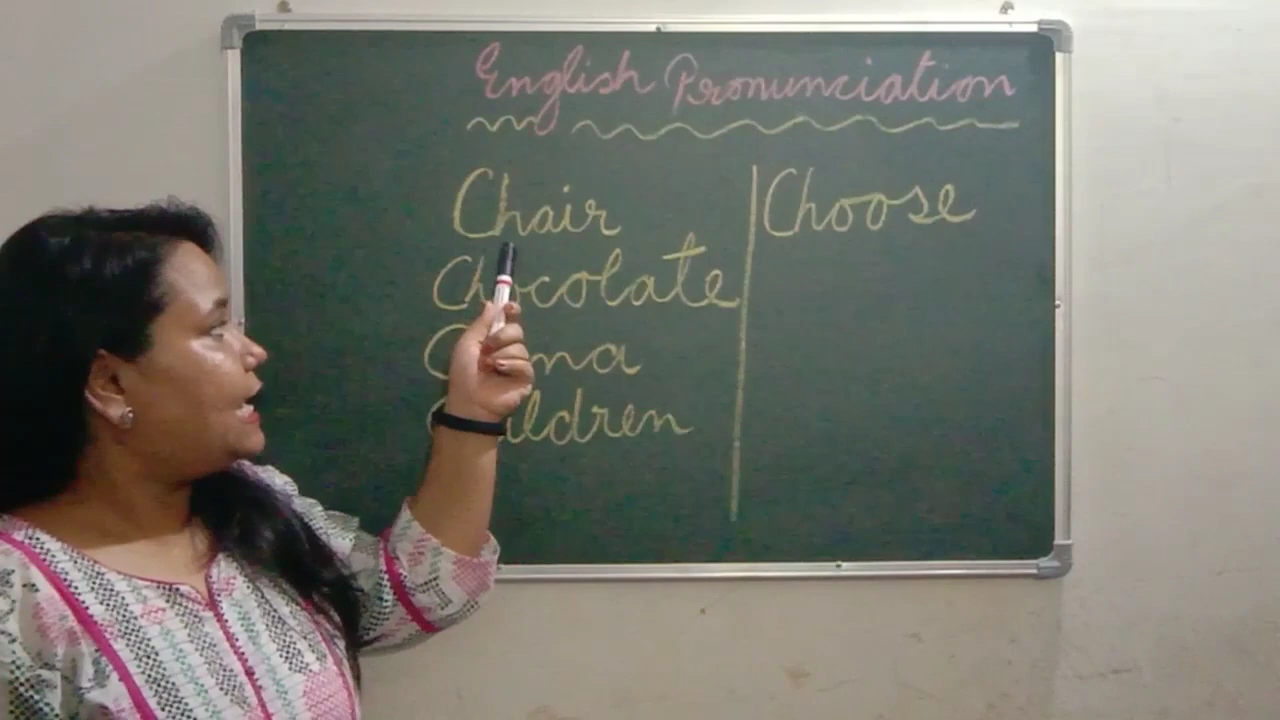 English Pronunciation
Chair Choose
Chocolate
China
Children